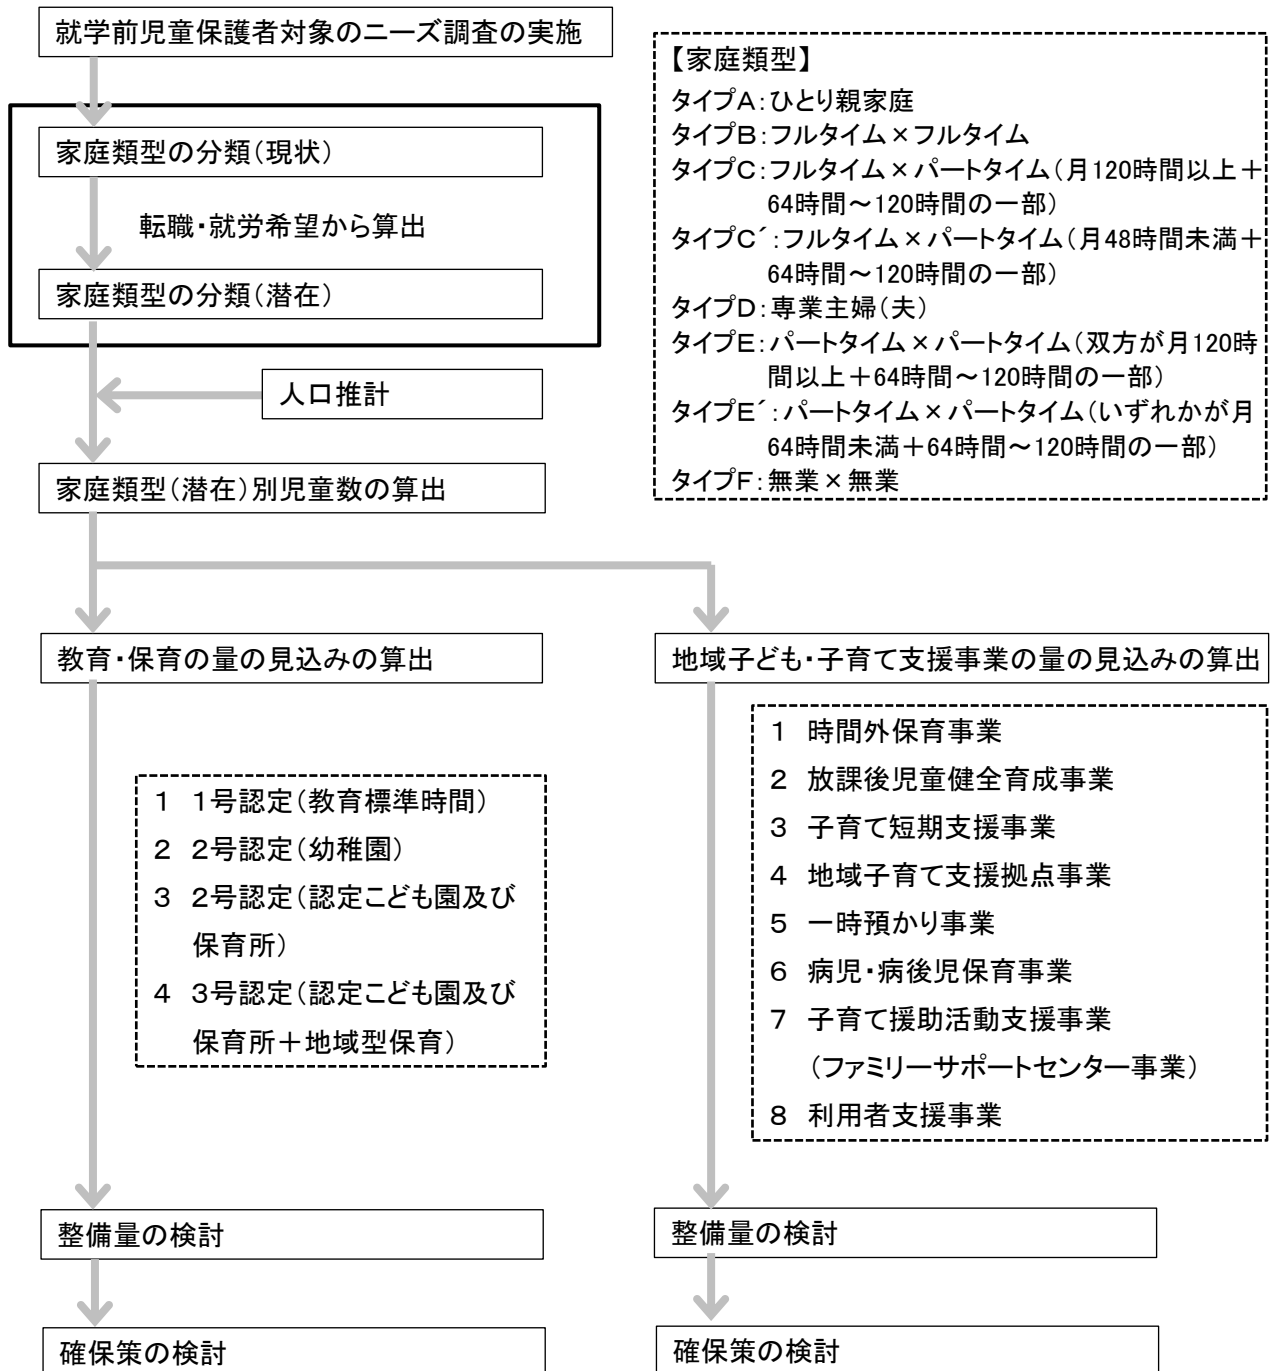 就学前児童保護者対象のニーズ調査の実施
家庭類型の分類(現状)
転職・就労希望から算出
家庭類型の分類(潜在)
人口推計
家庭類型(潜在)別児童数の算出
【家庭類型】
タイプA:ひとり親家庭
タイプB:フルタイム×フルタイム
タイプC:フルタイム×パートタイム(月120時間以上+
64時間~120時間の一部)
タイプC´:フルタイム×パートタイム(月48時間未満+
64時間~120時間の一部)
タイプD:専業主婦(夫)
タイプE:パートタイム×パートタイム(双方が月120時
間以上+64時間~120時間の一部)
タイプE´:パートタイム×パートタイム(いずれかが月
64時間未満+64時間~120時間の一部)
タイプF:無業×無業
教育・保育の量の見込みの算出
1 1号認定(教育標準時間)
2 2号認定(幼稚園)
3 2号認定(認定こども園及び
保育所)
4 3号認定(認定こども園及び
保育所+地域型保育)
整備量の検討
確保策の検討
地域子ども・子育て支援事業の量の見込みの算出
1 時間外保育事業
2 放課後児童健全育成事業
3 子育て短期支援事業
4 地域子育て支援拠点事業
5 一時預かり事業
6 病児・病後児保育事業
7 子育て援助活動支援事業
(ファミリーサポートセンター事業)
8 利用者支援事業
整備量の検討
確保策の検討